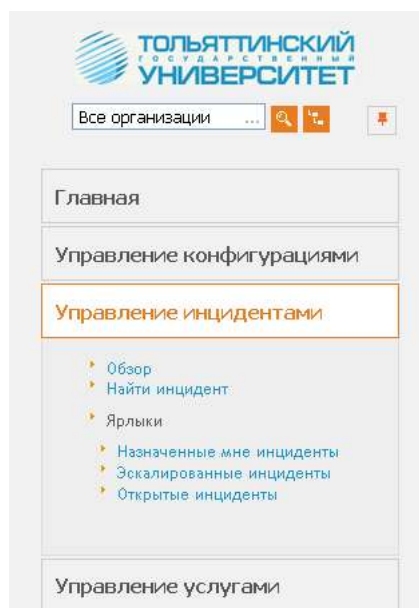 ТОЛЬЯТТИНСКИЙ
ГОСУДАРСТВЕННЫЙ
УНИВЕРСИТЕТ
Все организации ...
Главная
Управление конфигурациями
Управление инцидентами
Обзор
Найти инцидент
Ярлыки
Назначенные мне инциденты
Эскалированные инциденты
Открытые инциденты
Управление услугами